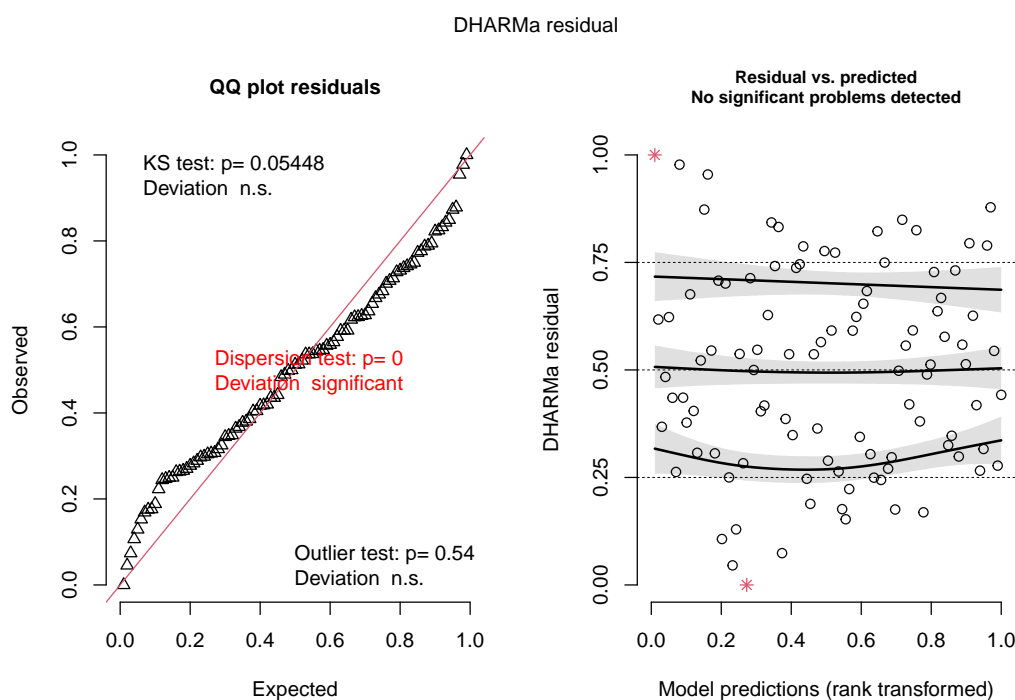 DHARMa residual
QQ plot residuals
KS test: p= 0.05448
Deviation  n.s.
Dispersion test: p= 0
Deviation  significant
Outlier test: p= 0.54
Deviation  n.s.
Observed
0.0 0.2 0.4 0.6 0.8 1.0
0.0 0.2 0.4 0.6 0.8 1.0
Expected
Residual vs. predicted
No significant problems detected
DHARMa residual
0.00 0.25 0.50 0.75 1.00
0.0 0.2 0.4 0.6 0.8 1.0
Model predictions (rank transformed)